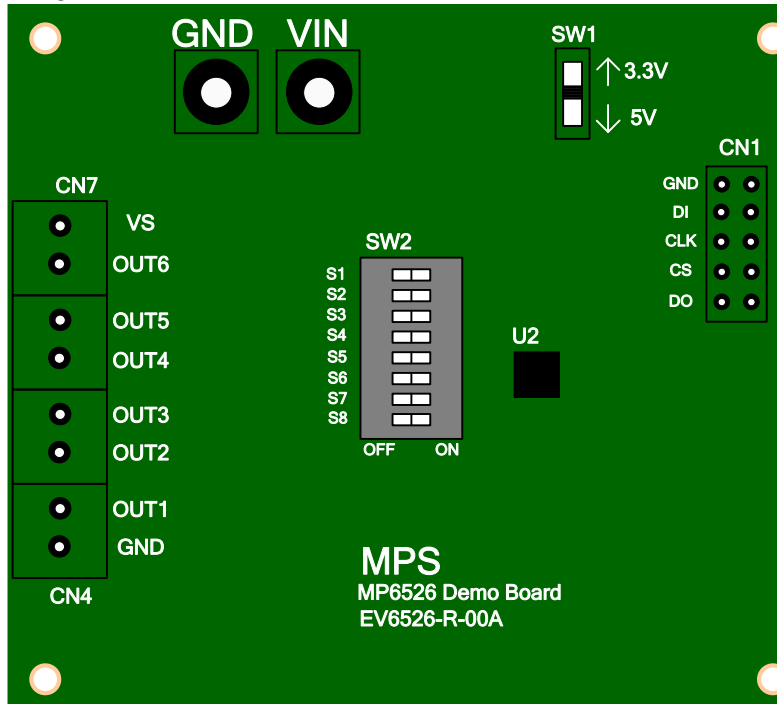 GND VIN
SW1
3.3V
5V
CN1
GND
DI
CLK
CS
DO
CN7
VS
OUT6
OUT5
OUT4
OUT3
OUT2
OUT1
GND
CN4
SW2
S1
S2
S3
S4
S5
S6
S7
S8
OFF ON
U2
MPS
MP6526 Demo Board
EV6526-R-00A